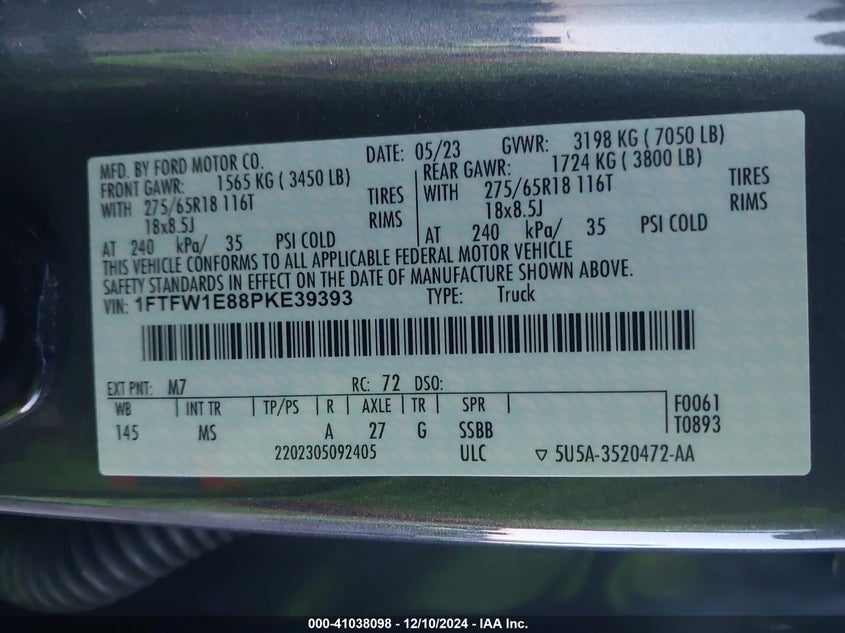 MFD. BY FORD MOTOR CO. DATE: 05/23 GVWR: 3198 KG ( 7050 LB)
FRONT GAWR: 1565 KG ( 3450 LB) REAR GAWR: 1724 KG ( 3800 LB)
WITH 275/65R18 116T TIRES WITH 275/65R18 116T TIRES
18x8.5J RIMS 18x8.5J RIMS
AT 240 kPa/ 35 PSI COLD AT 240 kPa/ 35 PSI COLD
THIS VEHICLE CONFORMS TO ALL APPLICABLE FEDERAL MOTOR VEHICLE
SAFETY STANDARDS IN EFFECT ON THE DATE OF MANUFACTURE SHOWN ABOVE.
VIN: 1FTFW1E88PKE39393 TYPE: Truck
EXT PNT: M7 RC: 72 DSO:
WB INT TR TP/PS R AXLE TR SPR F0061
145 MS A 27 G SSBB T0893
2202305092405 ULC ▽ 5U5A-3520472-AA
000-41038098 - 12/10/2024 - IAA Inc.